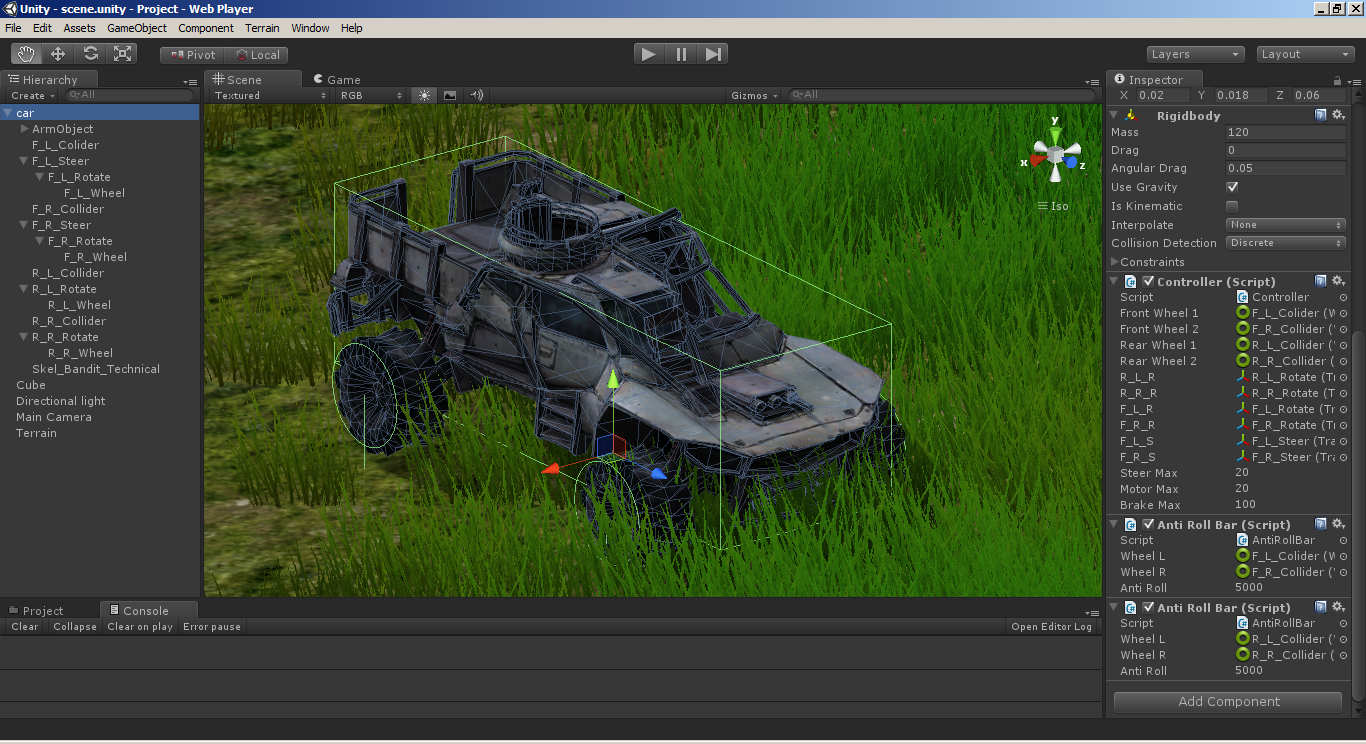 Unity - scene.unity - Project - Web Player
File Edit Assets GameObject Component Terrain Window Help
Pivot Local Layers Layout
Hierarchy
Create All
car
ArmObject
F_L_Colider
F_L_Steer
F_L_Rotate
F_L_Wheel
F_R_Collider
F_R_Steer
F_R_Rotate
F_R_Wheel
R_L_Collider
R_L_Rotate
R_L_Wheel
R_R_Collider
R_R_Rotate
R_R_Wheel
Skel_Bandit_Technical
Cube
Directional light
Main Camera
Terrain
Scene Game
Textured RGB Gizmos All
y
x
z
Iso
Project Console
Clear Collapse Clear on play Error pause Open Editor Log
Inspector
X 0.02 Y 0.018 Z 0.06
Rigidbody
Mass 120
Drag 0
Angular Drag 0.05
Use Gravity
Is Kinematic
Interpolate None
Collision Detection Discrete
Constraints
Controller (Script)
Script Controller
Front Wheel 1 F_L_Colider (W
Front Wheel 2 F_R_Collider ('
Rear Wheel 1 R_L_Collider ('
Rear Wheel 2 R_R_Collider (
R_L_R R_L_Rotate (Tr
R_R_R R_R_Rotate (T
F_L_R F_L_Rotate (Tr
F_R_R F_R_Rotate (T
F_L_S F_L_Steer (Tra
F_R_S F_R_Steer (Tra
Steer Max 20
Motor Max 20
Brake Max 100
Anti Roll Bar (Script)
Script AntiRollBar
Wheel L F_L_Colider (W
Wheel R F_R_Collider ('
Anti Roll 5000
Anti Roll Bar (Script)
Script AntiRollBar
Wheel L R_L_Collider ('
Wheel R R_R_Collider (
Anti Roll 5000
Add Component